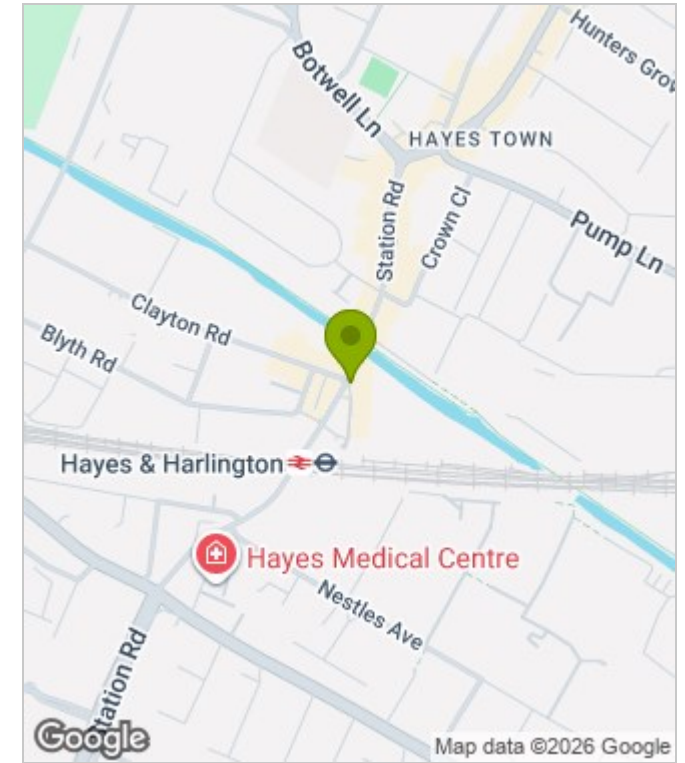 Hunters Gro
Botwell Ln
HAYES TOWN
Station Rd
Crown Cl
Pump Ln
Clayton Rd
Blyth Rd
Hayes & Harlington
Hayes Medical Centre
Nestles Ave
Station Rd
Google
Map data ©2026 Google